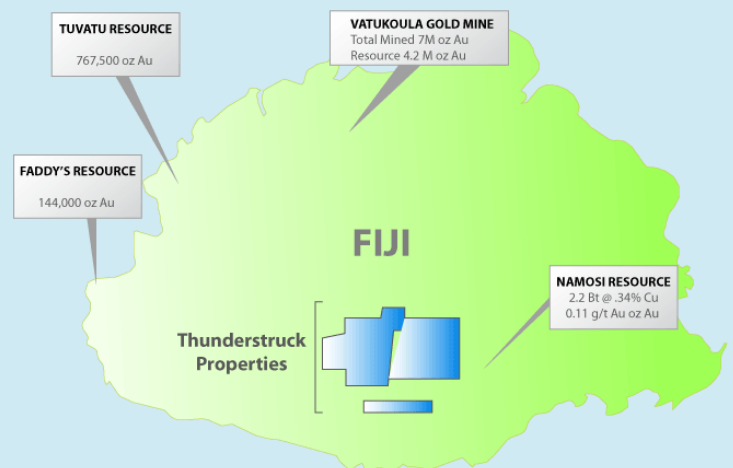 TUVATU RESOURCE
767,500 oz Au
VATUKOULA GOLD MINE
Total Mined 7M oz Au
Resource 4.2 M oz Au
FADDY'S RESOURCE
144,000 oz Au
FIJI
NAMOSI RESOURCE
2.2 Bt @ .34% Cu
0.11 g/t Au oz Au
Thunderstruck
Properties